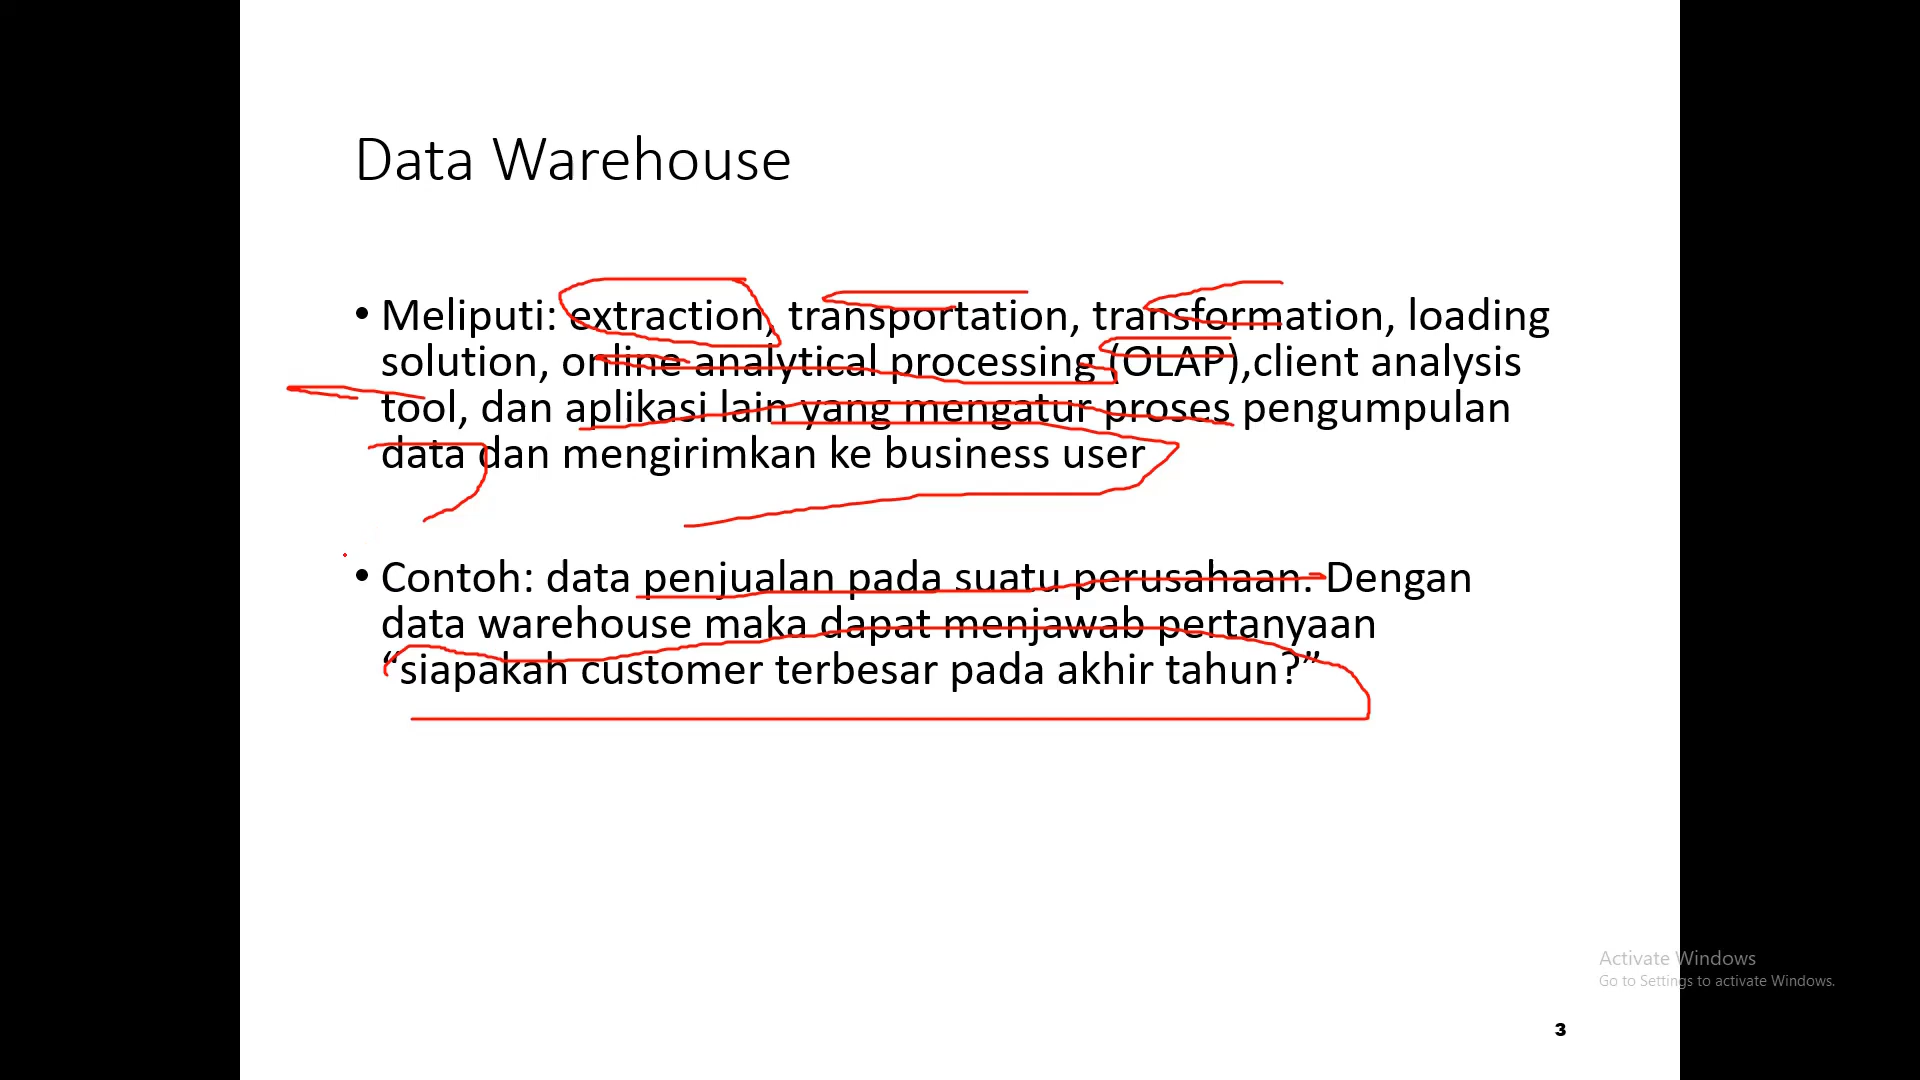 Data Warehouse
• Meliputi: extraction, transportation, transformation, loading
solution, online analytical processing (OLAP),client analysis
tool, dan aplikasi lain yang mengatur proses pengumpulan
data dan mengirimkan ke business user
• Contoh: data penjualan pada suatu perusahaan. Dengan
data warehouse maka dapat menjawab pertanyaan
“siapakah customer terbesar pada akhir tahun?”
Activate Windows
Go to Settings to activate Windows.
3